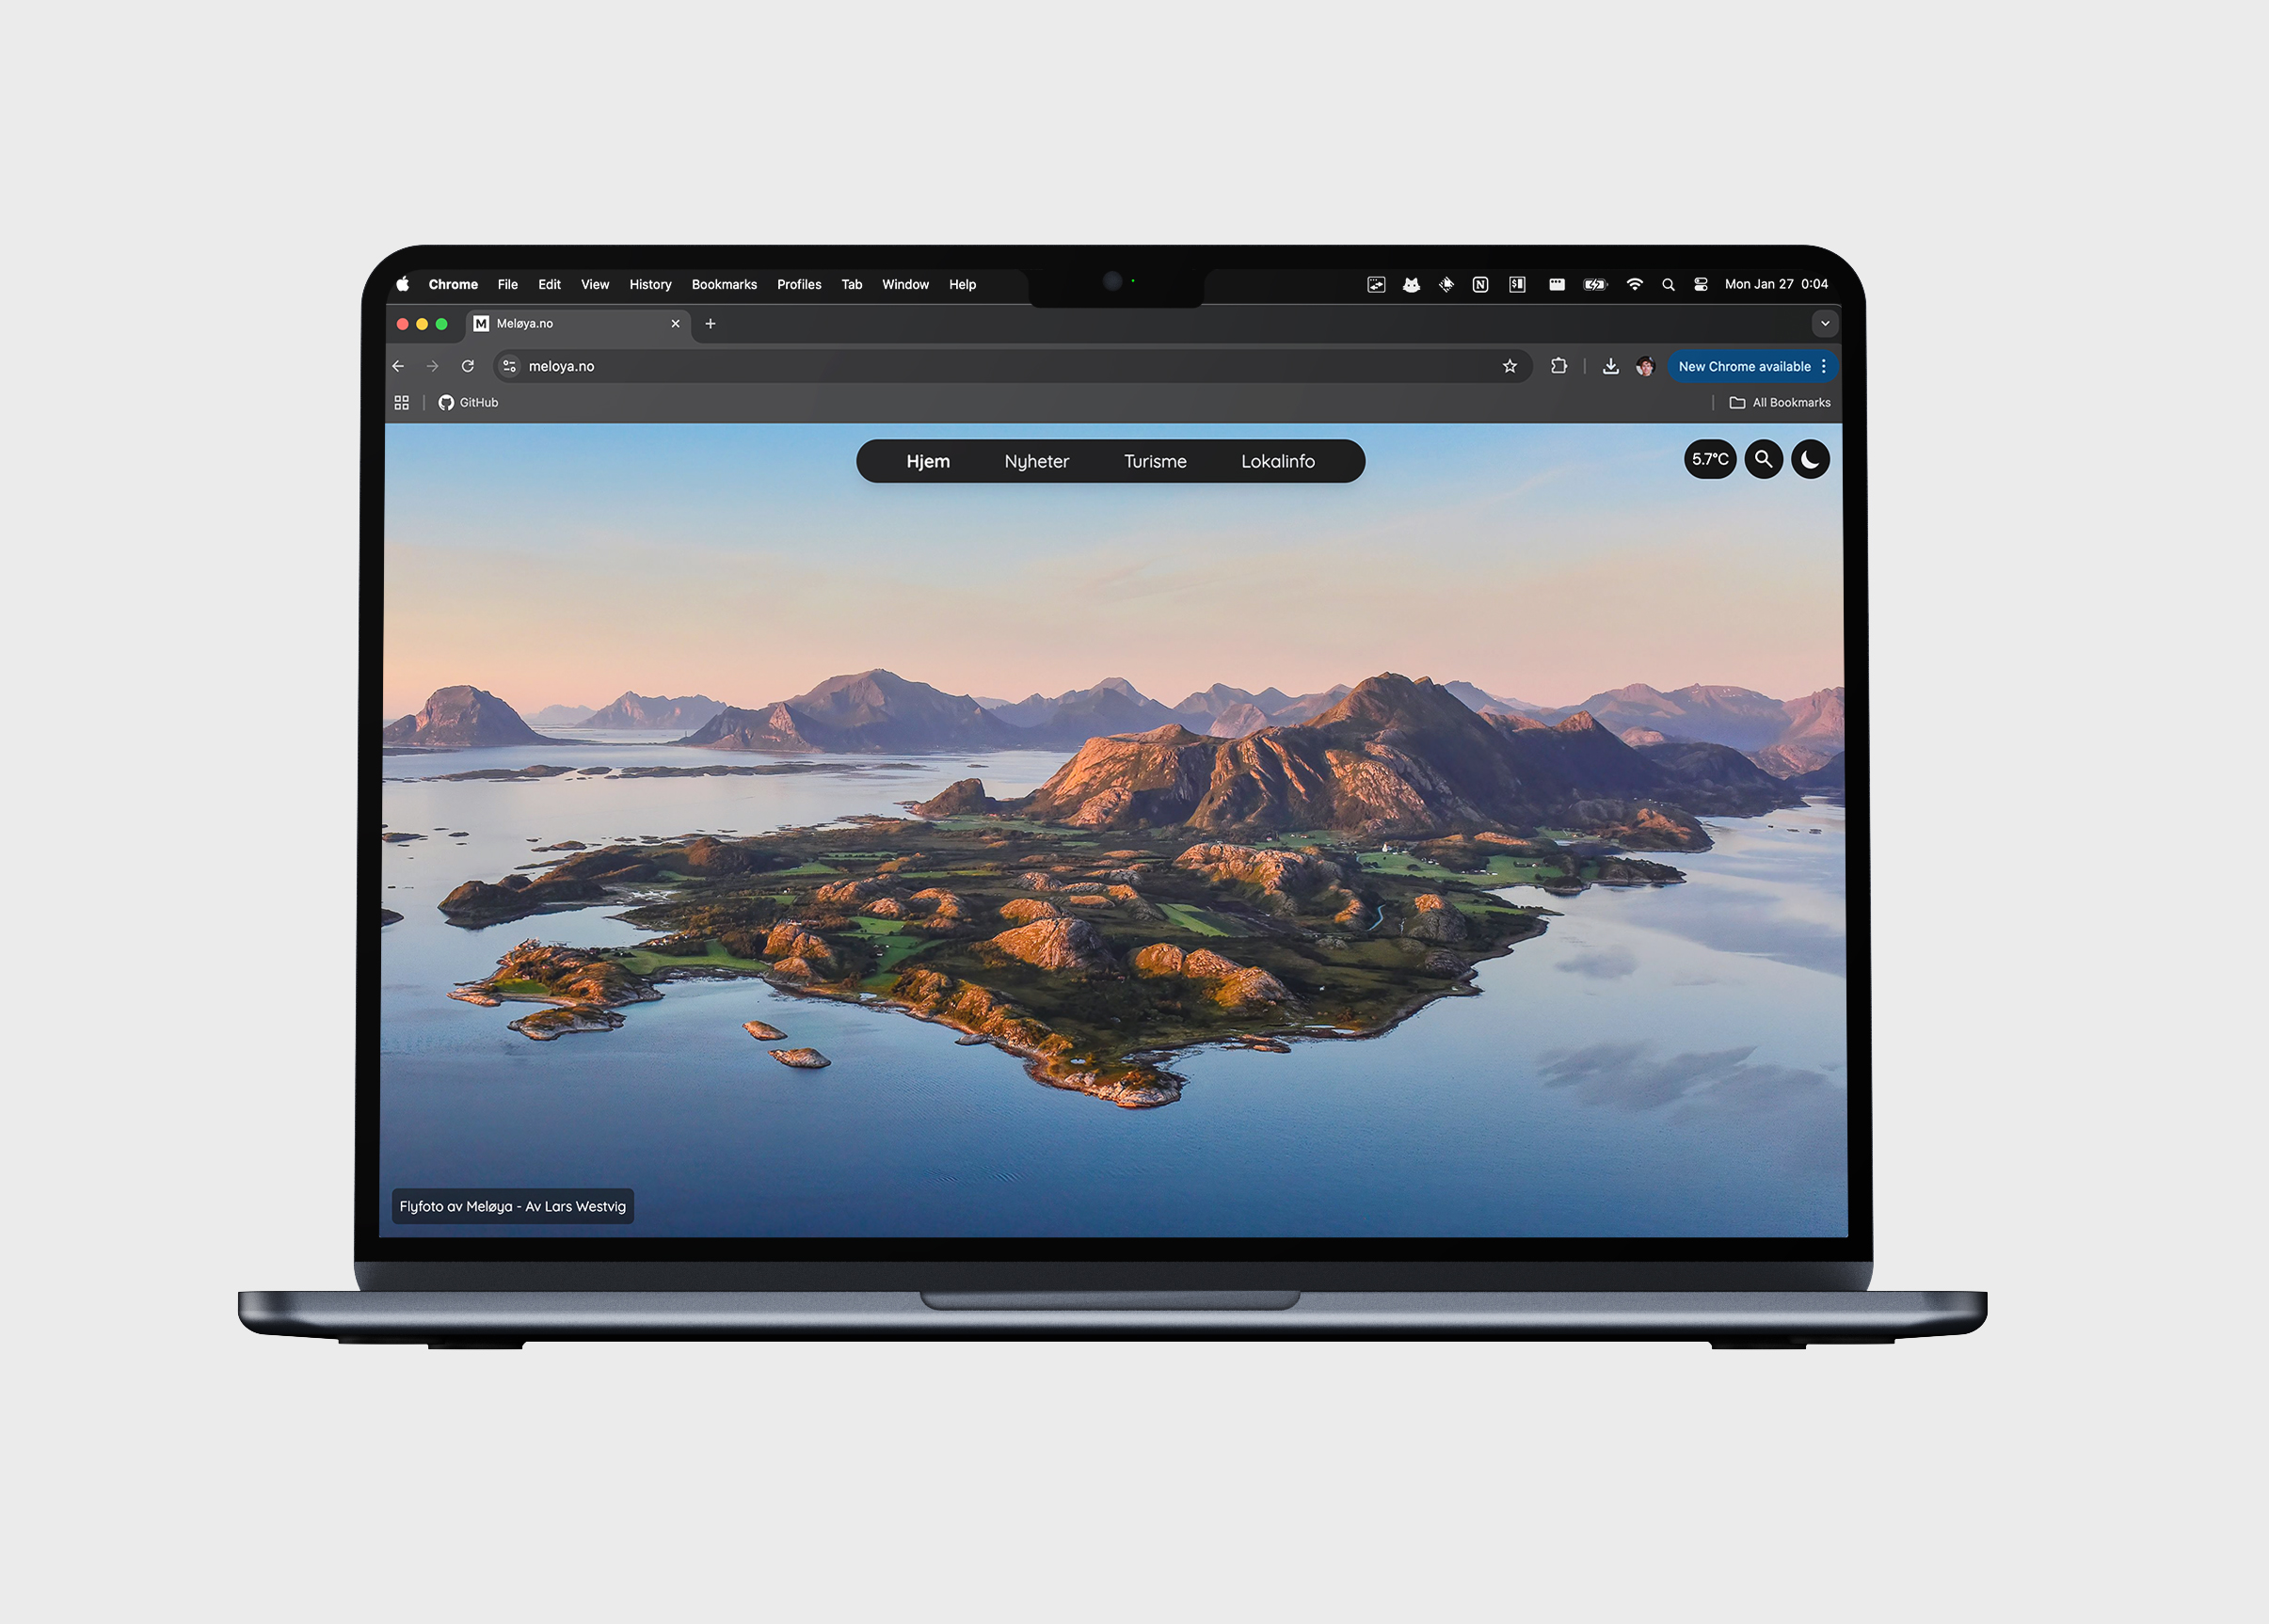 Chrome File Edit View History Bookmarks Profiles Tab Window Help N $ Mon Jan 27 0:04
M Meløya.no
meloya.no New Chrome available
GitHub All Bookmarks
Hjem Nyheter Turisme Lokalinfo 5.7°C
Flyfoto av Meløya - Av Lars Westvig